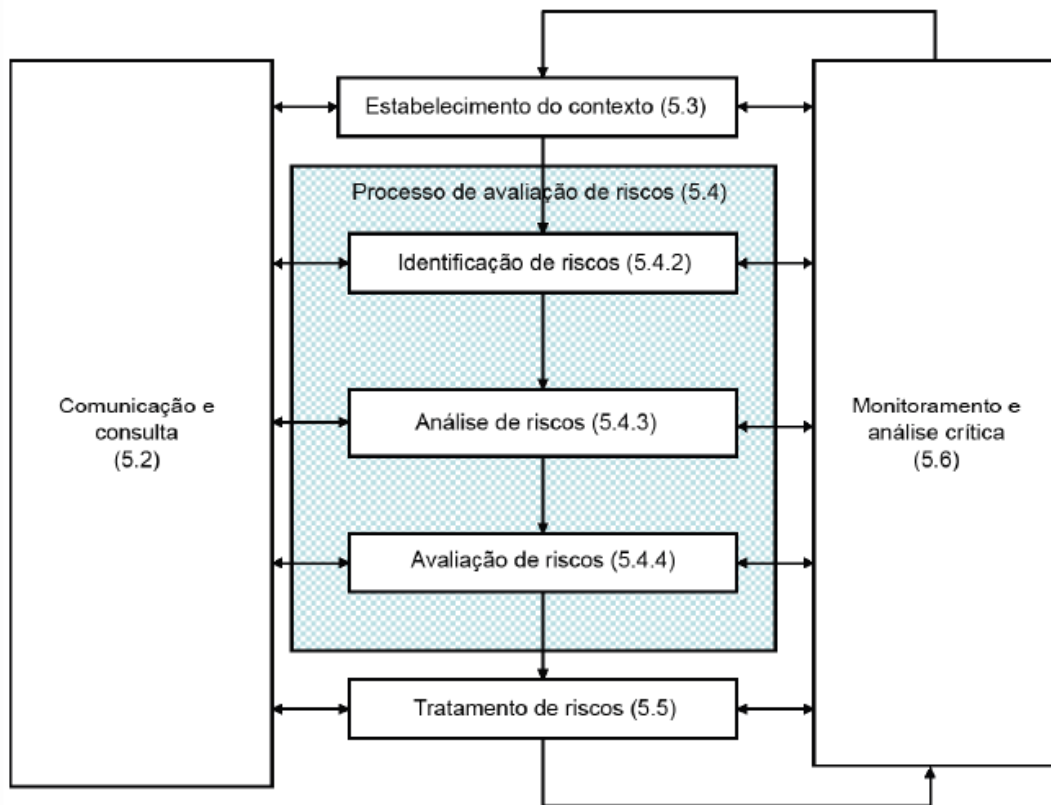 Estabelecimento do contexto (5.3)
Processo de avaliação de riscos (5.4)
Identificação de riscos (5.4.2)
Comunicação e
consulta
(5.2)
Análise de riscos (5.4.3)
Monitoramento e
análise crítica
(5.6)
Avaliação de riscos (5.4.4)
Tratamento de riscos (5.5)